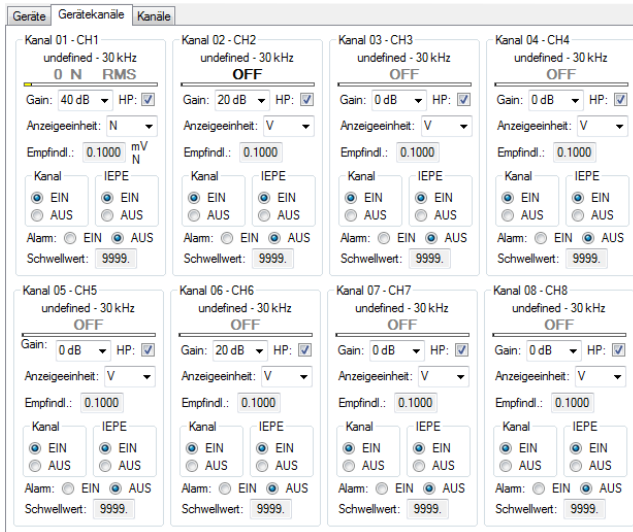 Geräte Gerätekanäle Kanäle
Kanal 01 - CH1
undefined - 30 kHz
0 N RMS
Gain: 40 dB HP:
Anzeigeeinheit: N
Empfindl.: 0.1000 mV N
Kanal IEPE
EIN EIN
AUS AUS
Alarm: EIN AUS
Schwellwert: 9999.
Kanal 02 - CH2
undefined - 30 kHz
OFF
Gain: 20 dB HP:
Anzeigeeinheit: V
Empfindl.: 0.1000
Kanal IEPE
EIN EIN
AUS AUS
Alarm: EIN AUS
Schwellwert: 9999.
Kanal 03 - CH3
undefined - 30 kHz
OFF
Gain: 0 dB HP:
Anzeigeeinheit: V
Empfindl.: 0.1000
Kanal IEPE
EIN EIN
AUS AUS
Alarm: EIN AUS
Schwellwert: 9999.
Kanal 04 - CH4
undefined - 30 kHz
OFF
Gain: 0 dB HP:
Anzeigeeinheit: V
Empfindl.: 0.1000
Kanal IEPE
EIN EIN
AUS AUS
Alarm: EIN AUS
Schwellwert: 9999.
Kanal 05 - CH5
undefined - 30 kHz
OFF
Gain: 0 dB HP:
Anzeigeeinheit: V
Empfindl.: 0.1000
Kanal IEPE
EIN EIN
AUS AUS
Alarm: EIN AUS
Schwellwert: 9999.
Kanal 06 - CH6
undefined - 30 kHz
OFF
Gain: 20 dB HP:
Anzeigeeinheit: V
Empfindl.: 0.1000
Kanal IEPE
EIN EIN
AUS AUS
Alarm: EIN AUS
Schwellwert: 9999.
Kanal 07 - CH7
undefined - 30 kHz
OFF
Gain: 0 dB HP:
Anzeigeeinheit: V
Empfindl.: 0.1000
Kanal IEPE
EIN EIN
AUS AUS
Alarm: EIN AUS
Schwellwert: 9999.
Kanal 08 - CH8
undefined - 30 kHz
OFF
Gain: 0 dB HP:
Anzeigeeinheit: V
Empfindl.: 0.1000
Kanal IEPE
EIN EIN
AUS AUS
Alarm: EIN AUS
Schwellwert: 9999.